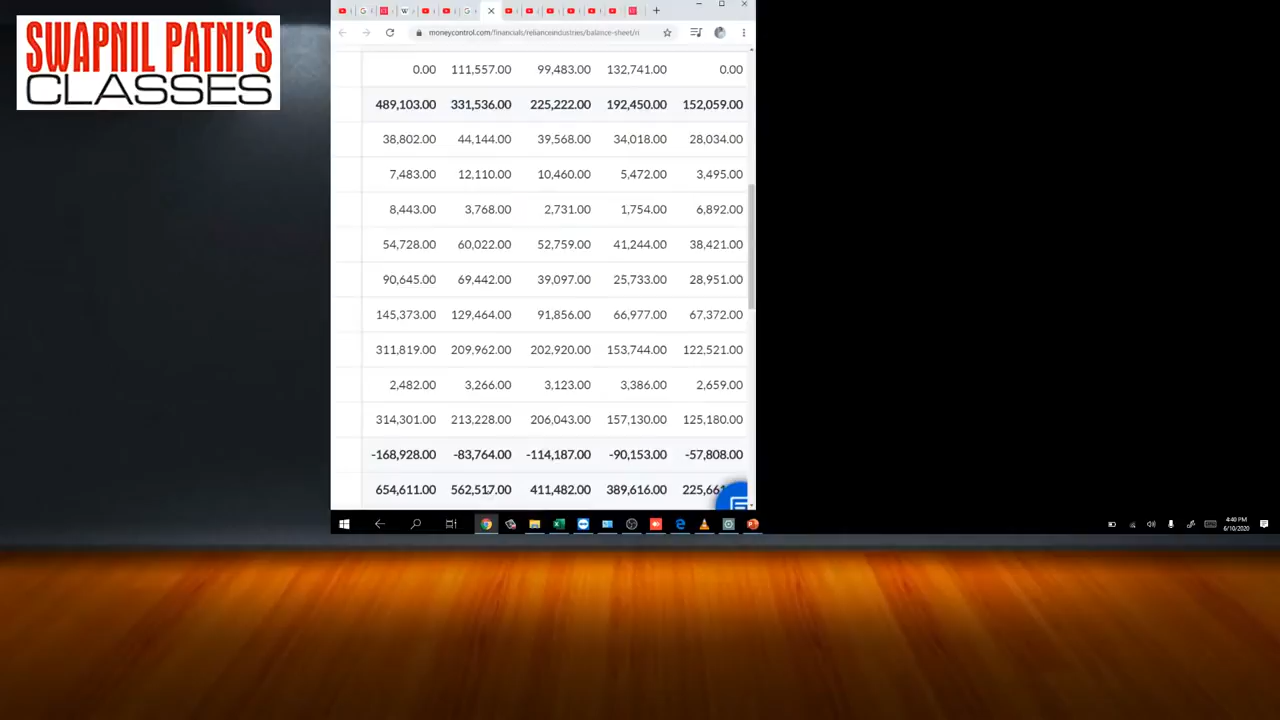 SWAPNIL PATNI'S
CLASSES
moneycontrol.com/financials/relianceindustries/balance-sheet/ri
0.00 111,557.00 99,483.00 132,741.00 0.00
489,103.00 331,536.00 225,222.00 192,450.00 152,059.00
38,802.00 44,144.00 39,568.00 34,018.00 28,034.00
7,483.00 12,110.00 10,460.00 5,472.00 3,495.00
8,443.00 3,768.00 2,731.00 1,754.00 6,892.00
54,728.00 60,022.00 52,759.00 41,244.00 38,421.00
90,645.00 69,442.00 39,097.00 25,733.00 28,951.00
145,373.00 129,464.00 91,856.00 66,977.00 67,372.00
311,819.00 209,962.00 202,920.00 153,744.00 122,521.00
2,482.00 3,266.00 3,123.00 3,386.00 2,659.00
314,301.00 213,228.00 206,043.00 157,130.00 125,180.00
-168,928.00 -83,764.00 -114,187.00 -90,153.00 -57,808.00
654,611.00 562,517.00 411,482.00 389,616.00
4:40 PM
6/10/2020